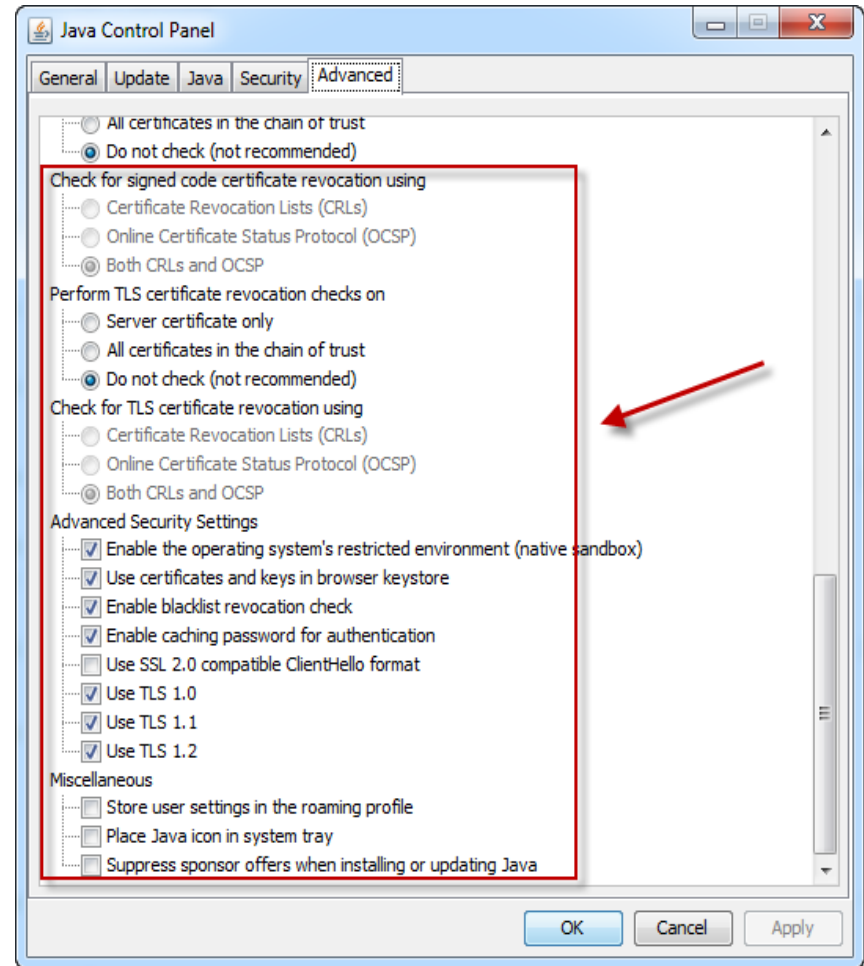 Java Control Panel
General
Update
Java
Security
Advanced
All certificates in the chain of trust
Do not check (not recommended)
Check for signed code certificate revocation using
Certificate Revocation Lists (CRLs)
Online Certificate Status Protocol (OCSP)
Both CRLs and OCSP
Perform TLS certificate revocation checks on
Server certificate only
All certificates in the chain of trust
Do not check (not recommended)
Check for TLS certificate revocation using
Certificate Revocation Lists (CRLs)
Online Certificate Status Protocol (OCSP)
Both CRLs and OCSP
Advanced Security Settings
Enable the operating system's restricted environment (native sandbox)
Use certificates and keys in browser keystore
Enable blacklist revocation check
Enable caching password for authentication
Use SSL 2.0 compatible ClientHello format
Use TLS 1.0
Use TLS 1.1
Use TLS 1.2
Miscellaneous
Store user settings in the roaming profile
Place Java icon in system tray
Suppress sponsor offers when installing or updating Java
OK
Cancel
Apply